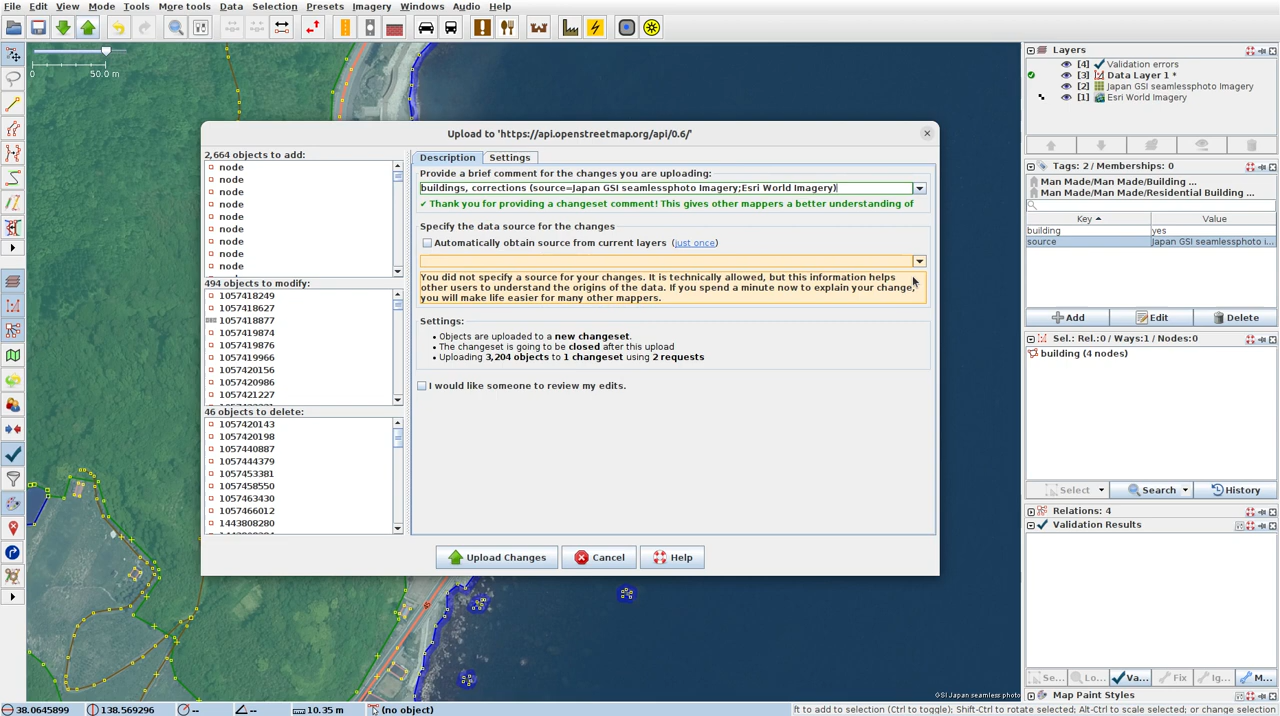 File Edit View Mode Tools More tools Data Selection Presets Imagery Windows Audio Help
0 50.0 m
Upload to 'https://api.openstreetmap.org/api/0.6/'
2,664 objects to add:
node
node
node
node
node
node
node
node
node
494 objects to modify:
1057418249
1057418627
1057418877
1057419874
1057419876
1057419966
1057420156
1057420986
1057421227
46 objects to delete:
1057420143
1057420198
1057440887
1057444379
1057453381
1057458550
1057463430
1057466012
1443808280
Description Settings
Provide a brief comment for the changes you are uploading:
buildings, corrections (source=Japan GSI seamlessphoto Imagery;Esri World Imagery)
✔ Thank you for providing a changeset comment! This gives other mappers a better understanding of
Specify the data source for the changes
Automatically obtain source from current layers (just once)
You did not specify a source for your changes. It is technically allowed, but this information helps
other users to understand the origins of the data. If you spend a minute now to explain your change,
you will make life easier for many other mappers.
Settings:
• Objects are uploaded to a new changeset.
• The changeset is going to be closed after this upload
• Uploading 3,204 objects to 1 changeset using 2 requests
I would like someone to review my edits.
Upload Changes Cancel Help
Layers
[4] Validation errors
[3] Data Layer 1 *
[2] Japan GSI seamlessphoto Imagery
[1] Esri World Imagery
Tags: 2 / Memberships: 0
Man Made/Man Made/Building ...
Man Made/Man Made/Residential Building ...
Key Value
building yes
source Japan GSI seamlessphoto i...
Add Edit Delete
Sel.: Rel.:0 / Ways:1 / Nodes:0
building (4 nodes)
Select Search History
Relations: 4
Validation Results
Se... Lo... Va... Fix Ig... M...
Map Paint Styles
GSI Japan seamless photo
38.0645899 138.569296 -- -- 10.35 m (no object) ft to add to selection (Ctrl to toggle); Shift-Ctrl to rotate selected; Alt-Ctrl to scale selected; or change selection